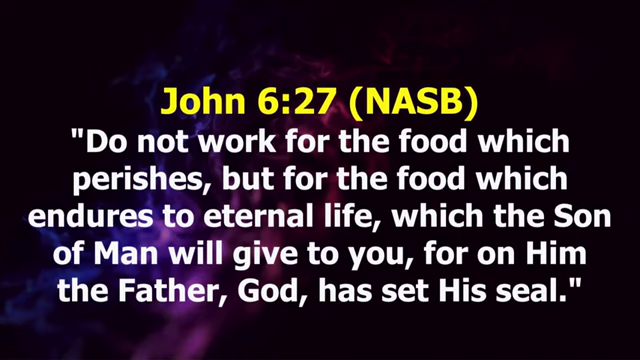 John 6:27 (NASB)
"Do not work for the food which
perishes, but for the food which
endures to eternal life, which the Son
of Man will give to you, for on Him
the Father, God, has set His seal."